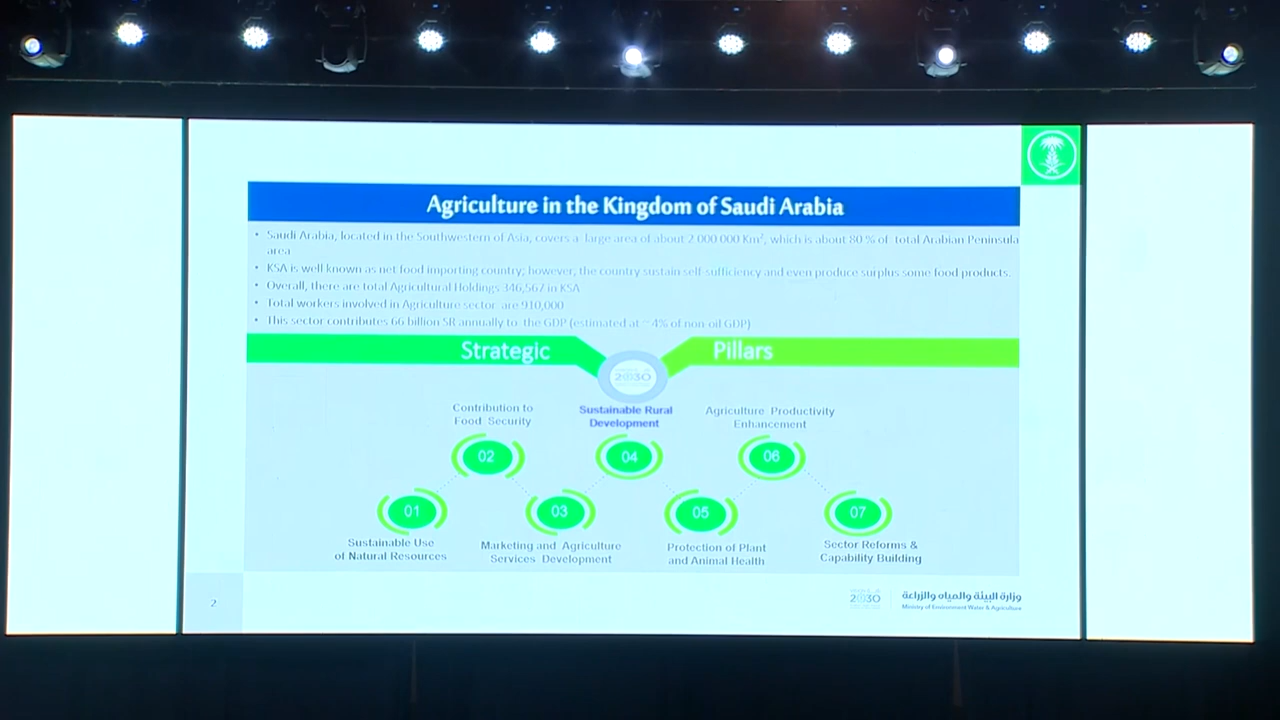 Agriculture in the Kingdom of Saudi Arabia
• Saudi Arabia, located in the Southwestern of Asia, covers a large area of about 2 000 000 Km², which is about 80 % of total Arabian Peninsula
area
• KSA is well known as net food importing country; however, the country sustain self-sufficiency and even produce surplus some food products.
• Overall, there are total Agricultural Holdings 346,567 in KSA
• Total workers involved in Agriculture sector are 910,000
• This sector contributes 66 billion SR annually to the GDP (estimated at ~ 4% of non-oil GDP)
Strategic Pillars
2030
Contribution to
Food Security
Sustainable Rural
Development
Agriculture Productivity
Enhancement
02
04
06
01
03
05
07
Sustainable Use
of Natural Resources
Marketing and Agriculture
Services Development
Protection of Plant
and Animal Health
Sector Reforms &
Capability Building
2
2030
وزارة البيئة والمياه والزراعة
Ministry of Environment Water & Agriculture